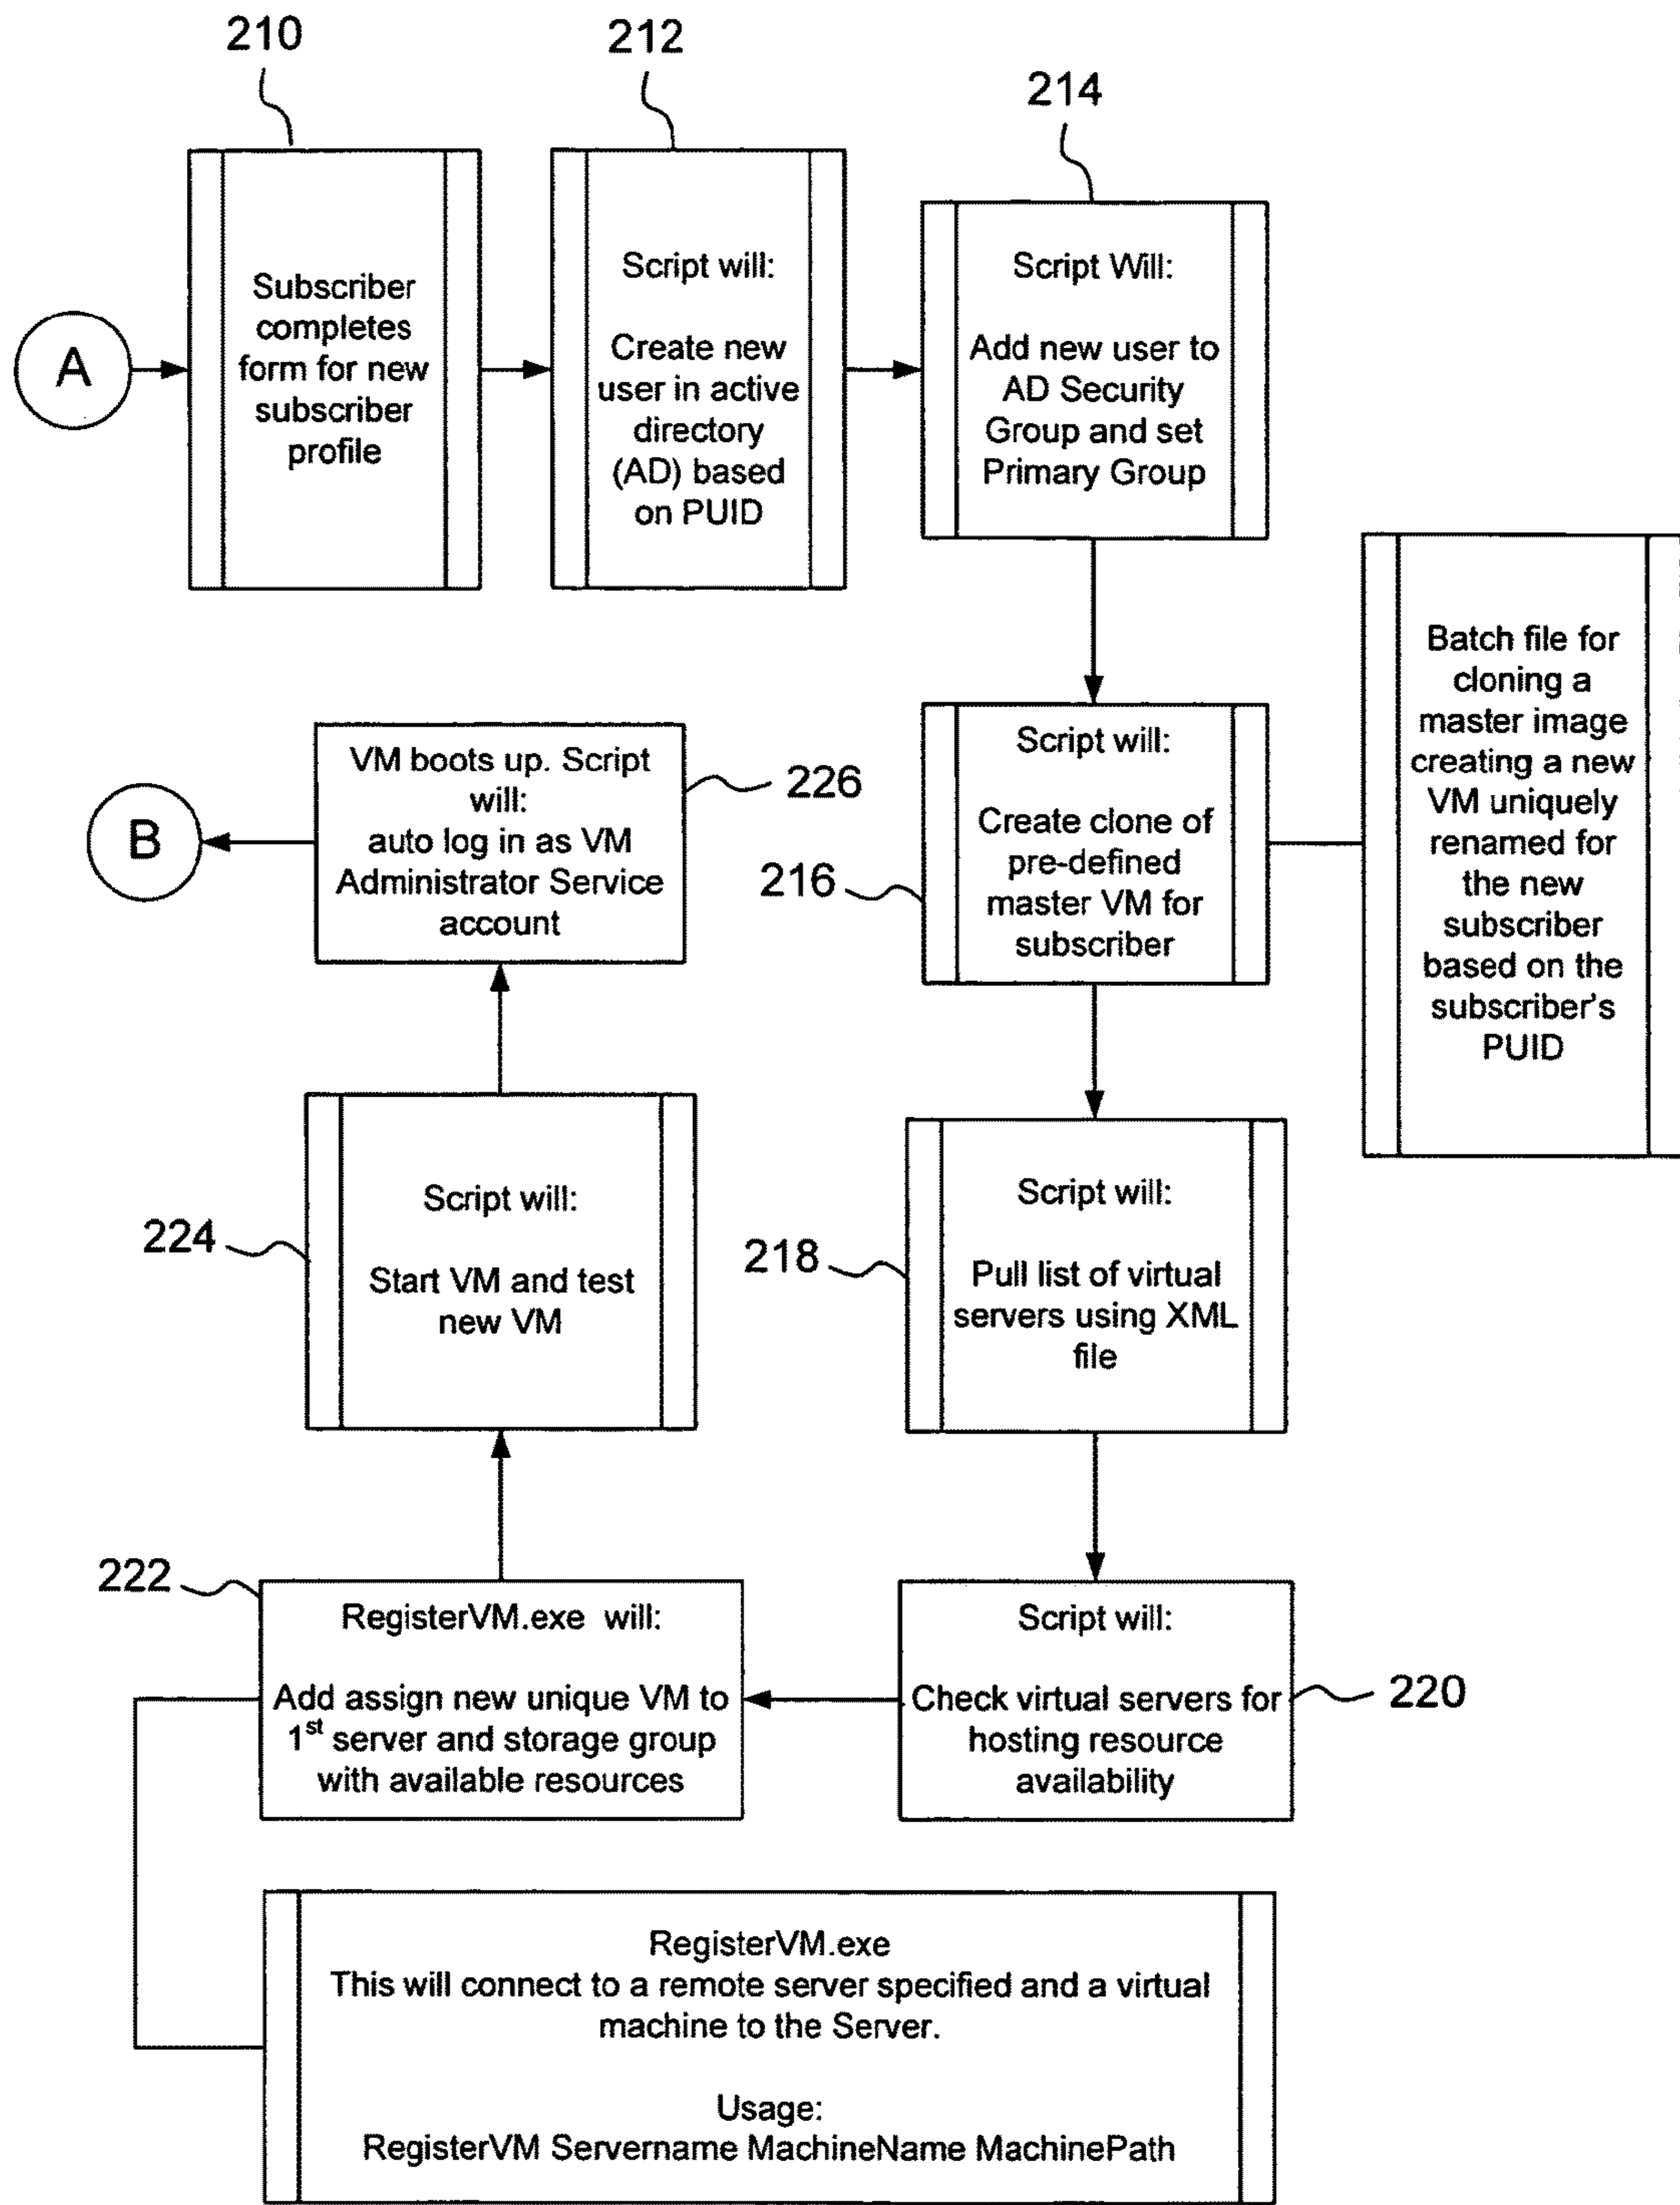 210
212
214
A
Subscriber
completes
form for new
subscriber
profile
Script will:
Create new
user in active
directory
(AD) based
on PUID
Script Will:
Add new user to
AD Security
Group and set
Primary Group
Batch file for
cloning a
master image
creating a new
VM uniquely
renamed for
the new
subscriber
based on the
subscriber's
PUID
216
Script will:
Create clone of
pre-defined
master VM for
subscriber
B
VM boots up. Script
will:
auto log in as VM
Administrator Service
account
226
224
Script will:
Start VM and test
new VM
218
Script will:
Pull list of virtual
servers using XML
file
222
RegisterVM.exe will:
Add assign new unique VM to
1st server and storage group
with available resources
Script will:
Check virtual servers for
hosting resource
availability
220
RegisterVM.exe
This will connect to a remote server specified and a virtual
machine to the Server.
Usage:
RegisterVM Servername MachineName MachinePath